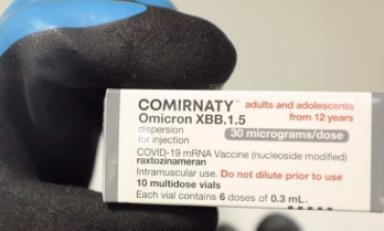 COMIRNATY™ adults and adolescents
Omicron XBB.1.5 from 12 years
dispersion 30 micrograms/dose
for injection
COVID-19 mRNA Vaccine (nucleoside modified)
raxtozinameran
Intramuscular use. Do not dilute prior to use
10 multidose vials
Each vial contains 6 doses of 0.3 mL.